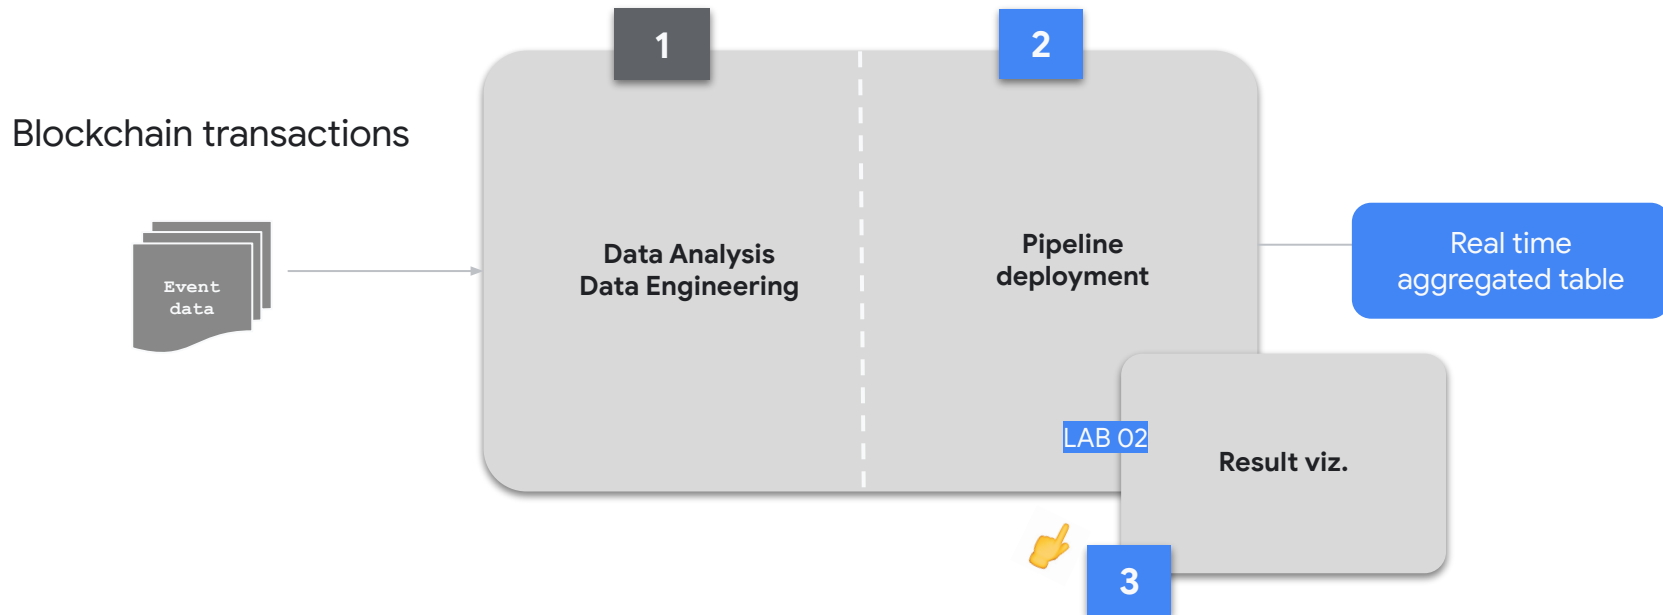 1
2
Blockchain transactions
Event
data
Data Analysis
Data Engineering
Pipeline
deployment
Real time
aggregated table
LAB 02
Result viz.
3